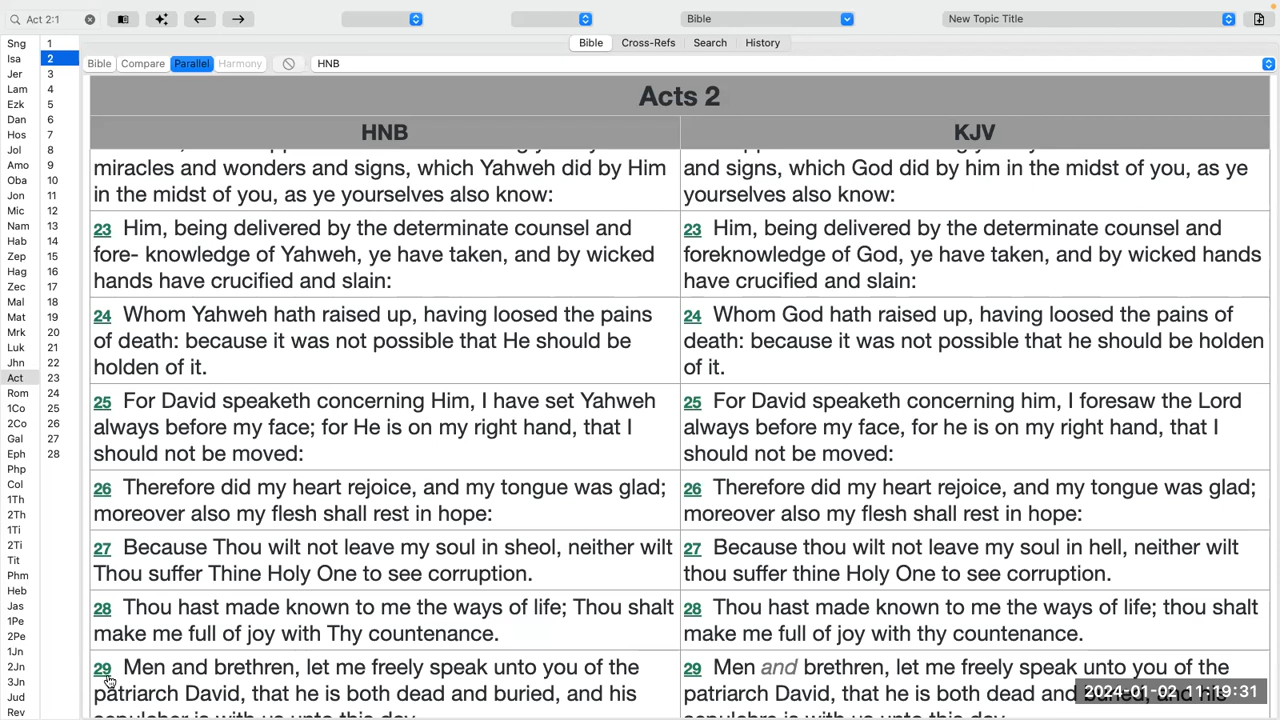 Act 2:1
Bible
New Topic Title
Bible
Cross-Refs
Search
History
Bible
Compare
Parallel
Harmony
HNB
Sng
Isa
Jer
Lam
Ezk
Dan
Hos
Jol
Amo
Oba
Jon
Mic
Nam
Hab
Zep
Hag
Zec
Mal
Mat
Mrk
Luk
Jhn
Act
Rom
1Co
2Co
Gal
Eph
Php
Col
1Th
2Th
1Ti
2Ti
Tit
Phm
Heb
Jas
1Pe
2Pe
1Jn
2Jn
3Jn
Jud
Rev
1
2
3
4
5
6
7
8
9
10
11
12
13
14
15
16
17
18
19
20
21
22
23
24
25
26
27
28
Acts 2
HNB
miracles and wonders and signs, which Yahweh did by Him
in the midst of you, as ye yourselves also know:
23 Him, being delivered by the determinate counsel and
fore- knowledge of Yahweh, ye have taken, and by wicked
hands have crucified and slain:
24 Whom Yahweh hath raised up, having loosed the pains
of death: because it was not possible that He should be
holden of it.
25 For David speaketh concerning Him, I have set Yahweh
always before my face; for He is on my right hand, that I
should not be moved:
26 Therefore did my heart rejoice, and my tongue was glad;
moreover also my flesh shall rest in hope:
27 Because Thou wilt not leave my soul in sheol, neither wilt
Thou suffer Thine Holy One to see corruption.
28 Thou hast made known to me the ways of life; Thou shalt
make me full of joy with Thy countenance.
29 Men and brethren, let me freely speak unto you of the
patriarch David, that he is both dead and buried, and his
sepulcher is with us unto this day
KJV
and signs, which God did by him in the midst of you, as ye
yourselves also know:
23 Him, being delivered by the determinate counsel and
foreknowledge of God, ye have taken, and by wicked hands
have crucified and slain:
24 Whom God hath raised up, having loosed the pains of
death: because it was not possible that he should be holden
of it.
25 For David speaketh concerning him, I foresaw the Lord
always before my face, for he is on my right hand, that I
should not be moved:
26 Therefore did my heart rejoice, and my tongue was glad;
moreover also my flesh shall rest in hope:
27 Because thou wilt not leave my soul in hell, neither wilt
thou suffer thine Holy One to see corruption.
28 Thou hast made known to me the ways of life; thou shalt
make me full of joy with thy countenance.
29 Men and brethren, let me freely speak unto you of the
patriarch David, that he is both dead and buried, and his
sepulchre is with us unto this day
2024-01-02 11:19:31